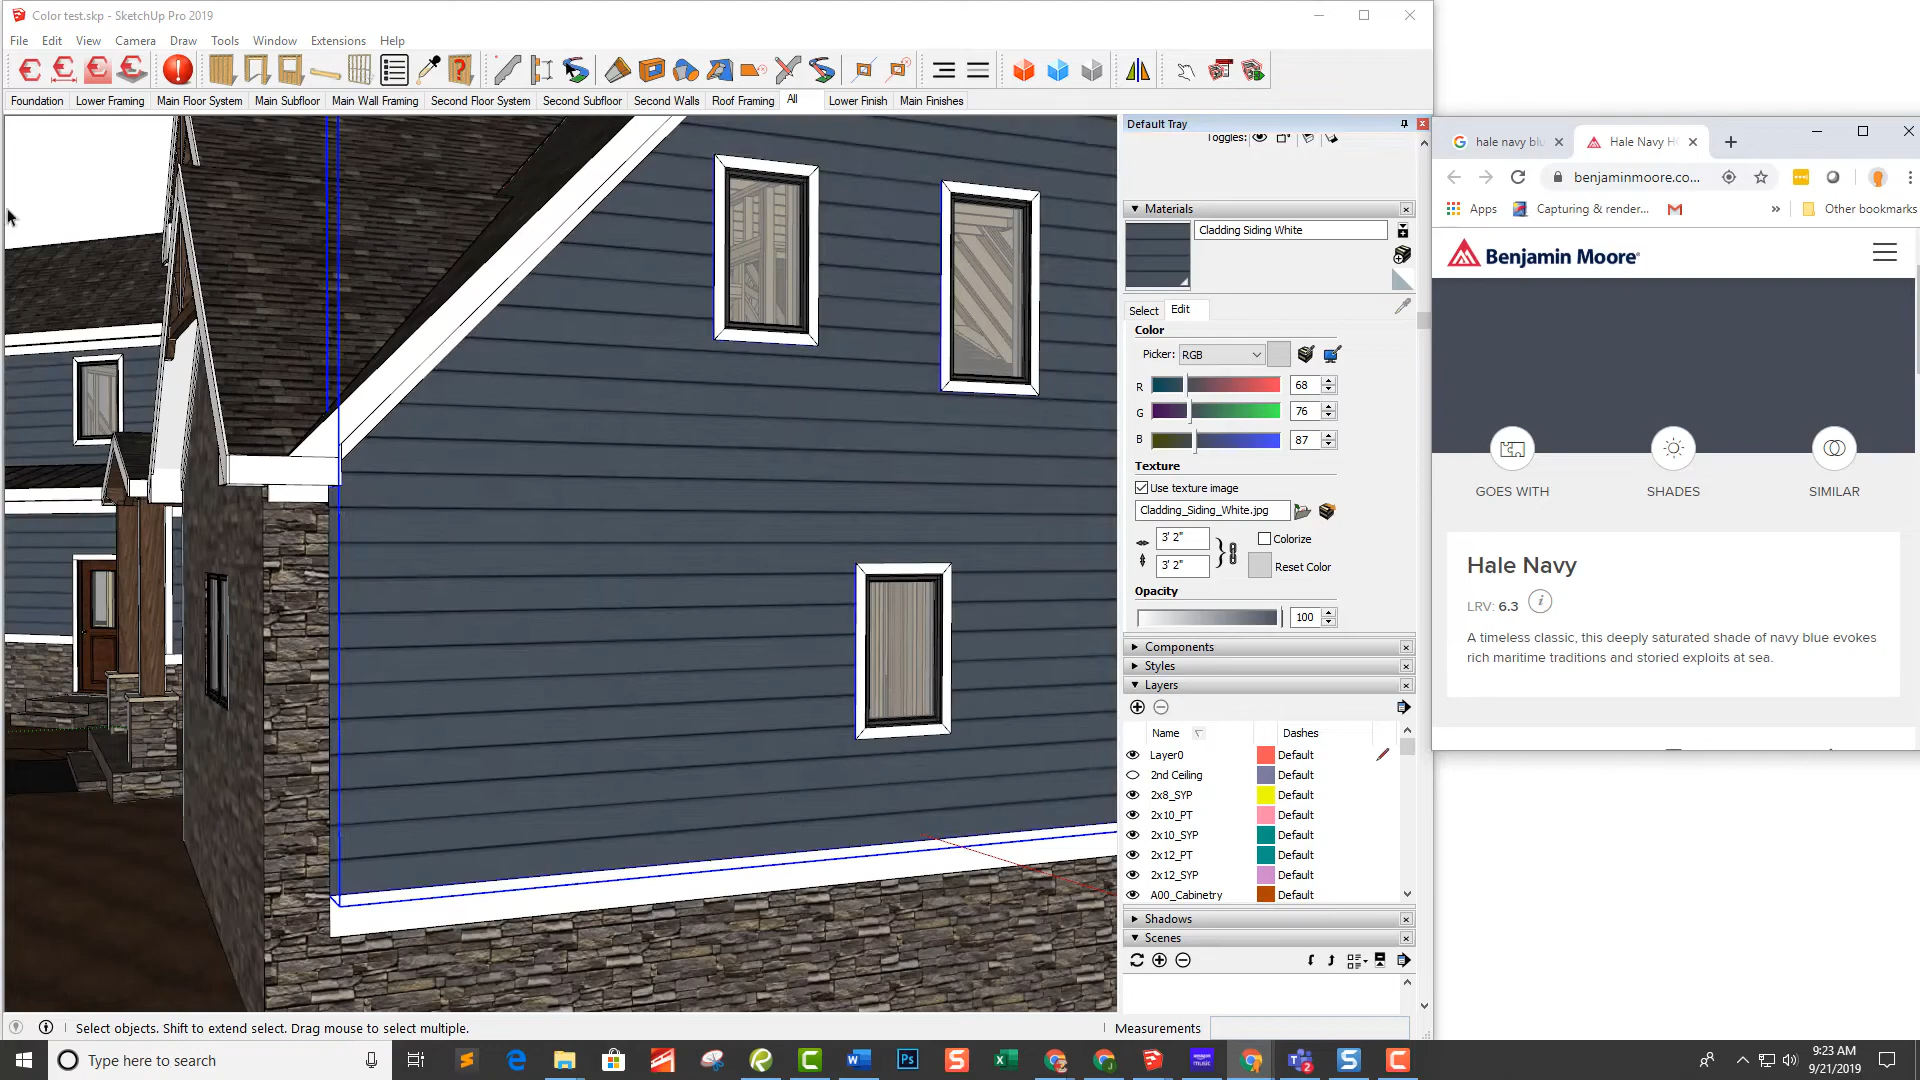 Color test.skp - SketchUp Pro 2019
File Edit View Camera Draw Tools Window Extensions Help
Foundation Lower Framing Main Floor System Main Subfloor Main Wall Framing Second Floor System Second Subfloor Second Walls Roof Framing All Lower Finish Main Finishes
Default Tray
Toggles:
Materials
Cladding Siding White
Select Edit
Color
Picker: RGB
R 68
G 76
B 87
Texture
Use texture image
Cladding_Siding_White.jpg
3' 2"
Colorize
3' 2"
Reset Color
Opacity
100
Components
Styles
Layers
Name Dashes
Layer0 Default
2nd Ceiling Default
2x8_SYP Default
2x10_PT Default
2x10_SYP Default
2x12_PT Default
2x12_SYP Default
A00_Cabinetry Default
Shadows
Scenes
Select objects. Shift to extend select. Drag mouse to select multiple.
Measurements
hale navy blu
Hale Navy HC
benjaminmoore.co...
Apps Capturing & render... » Other bookmarks
Benjamin Moore®
GOES WITH SHADES SIMILAR
Hale Navy
LRV: 6.3 i
A timeless classic, this deeply saturated shade of navy blue evokes
rich maritime traditions and storied exploits at sea.
Type here to search
9:23 AM
9/21/2019